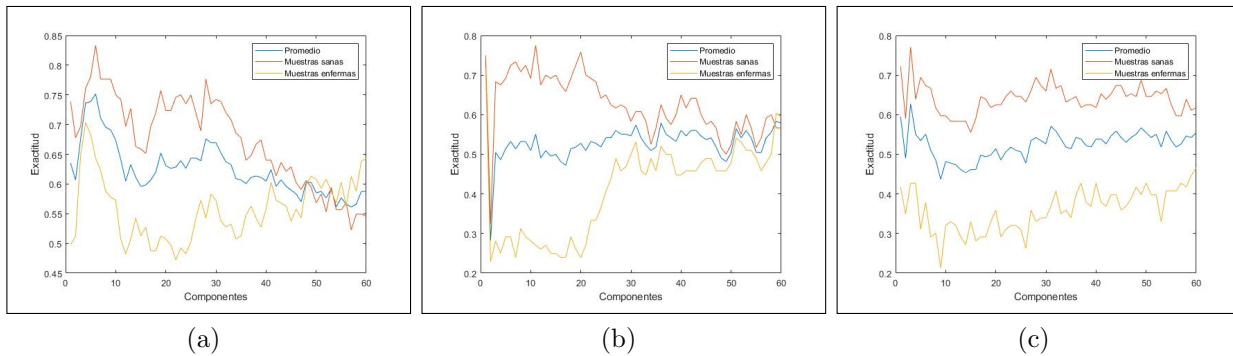 0.85
0.8
0.75
0.7
0.65
0.6
0.55
0.5
0.45
Exactitud
Promedio
Muestras sanas
Muestras enfermas
0 10 20 30 40 50 60
Componentes
(a)
0.8
0.7
0.6
0.5
0.4
0.3
0.2
Exactitud
Promedio
Muestras sanas
Muestras enfermas
0 10 20 30 40 50 60
Componentes
(b)
0.8
0.7
0.6
0.5
0.4
0.3
0.2
Exactitud
Promedio
Muestras sanas
Muestras enfermas
0 10 20 30 40 50 60
Componentes
(c)